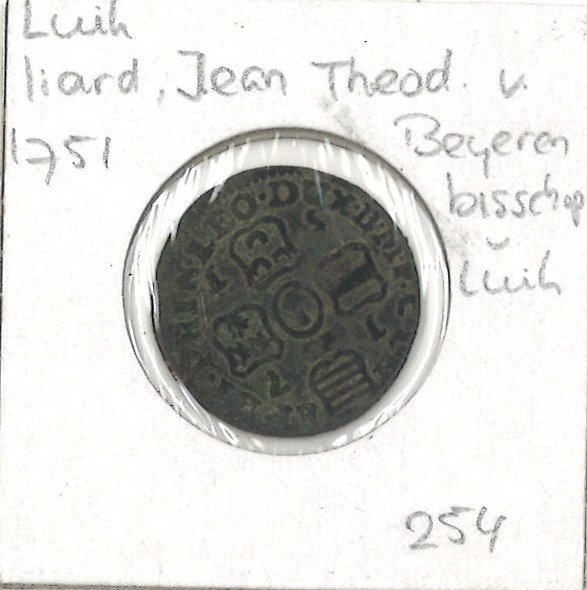 Luik
liard, Jean Theod. v.
1751 Beyeren
bisschop
v
Luik
254